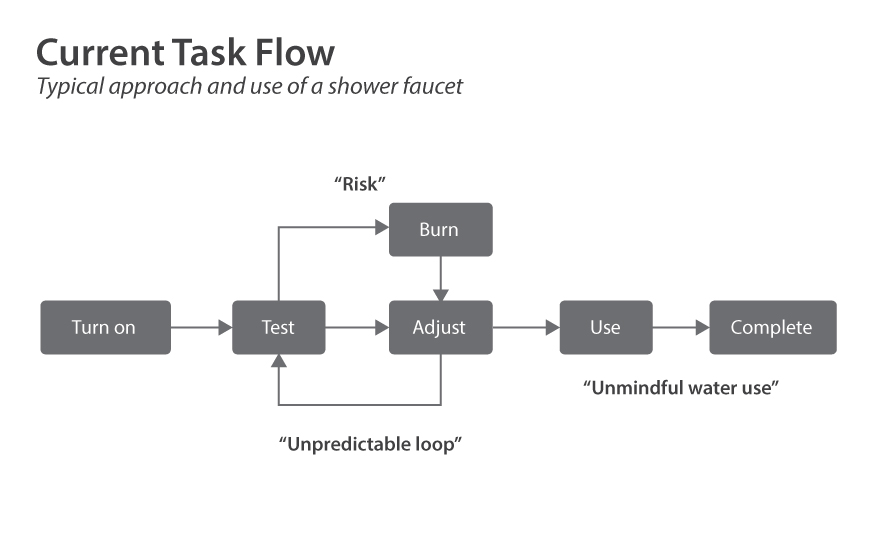 Current Task Flow
Typical approach and use of a shower faucet
“Risk”
Burn
Turn on
Test
Adjust
Use
Complete
“Unmindful water use”
“Unpredictable loop”